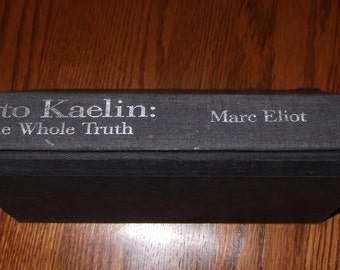 to Kaelin:
e Whole Truth
Marc Eliot